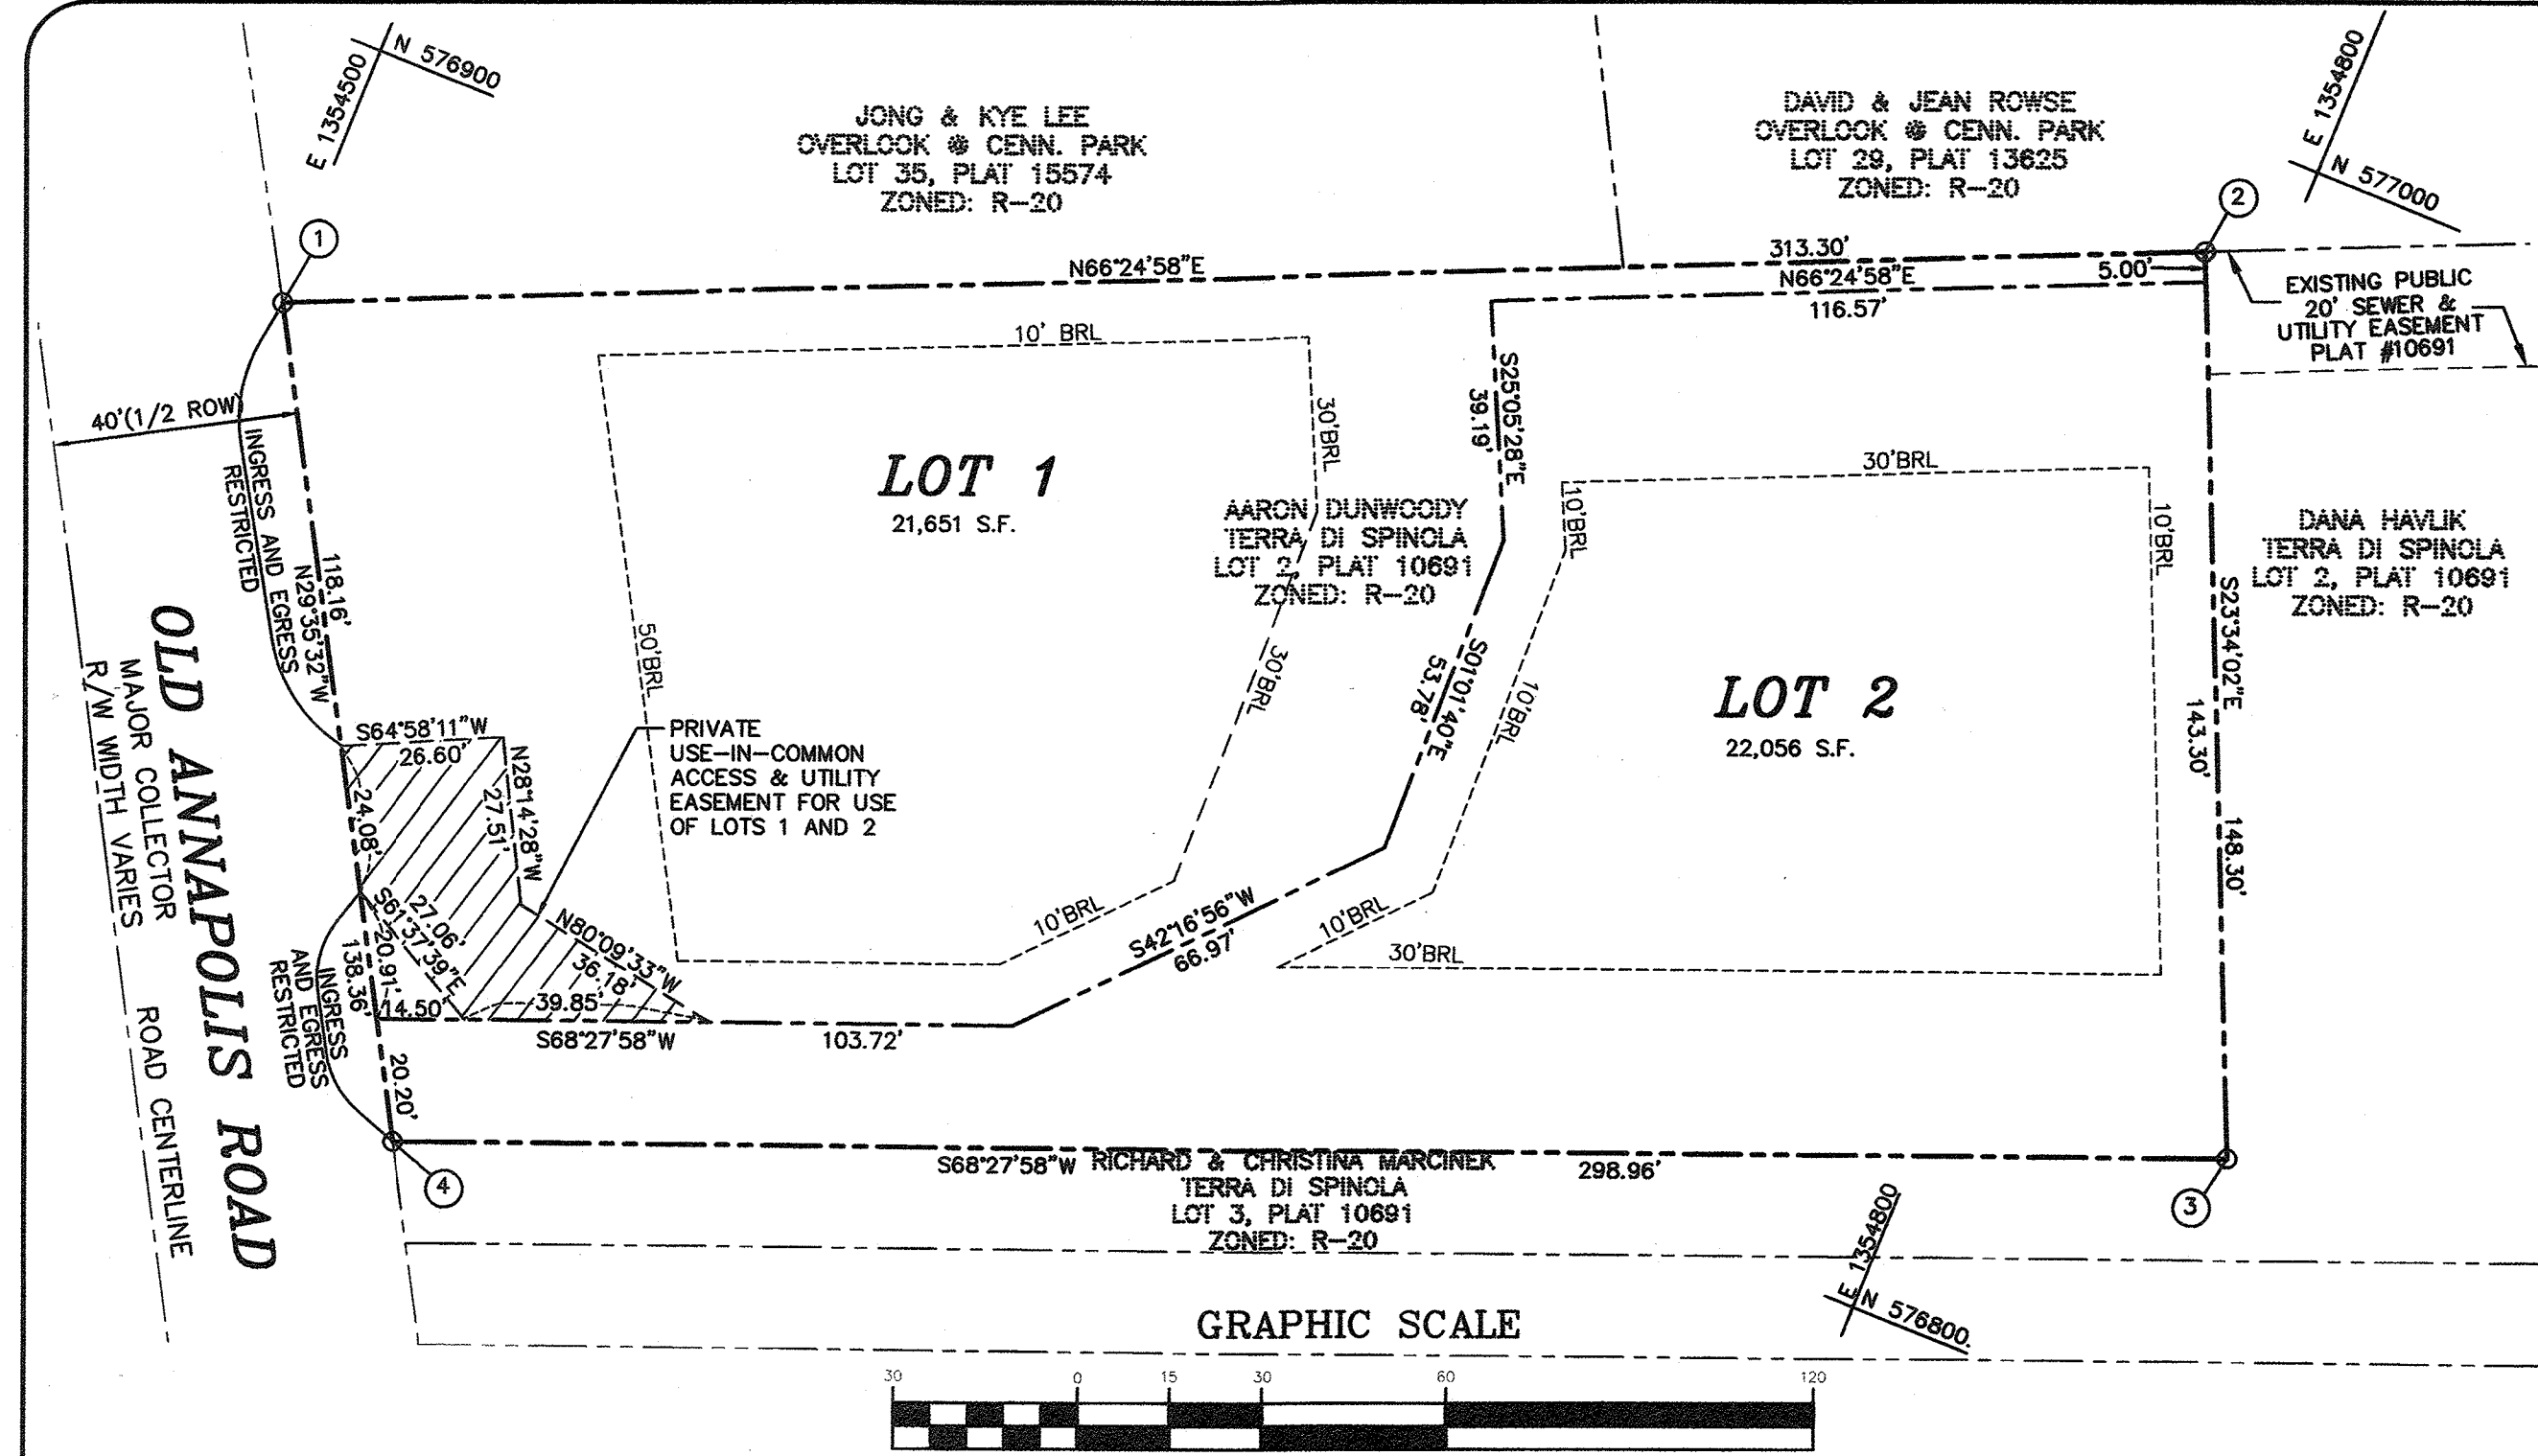 E 1354500
N 576900
JONG & KYE LEE
OVERLOOK @ CENN. PARK
LOT 35, PLAT 15574
ZONED: R-20
DAVID & JEAN ROWSE
OVERLOOK @ CENN. PARK
LOT 29, PLAT 13625
ZONED: R-20
E 1354800
N 577000
1
2
N66°24'58"E
313.30'
N66°24'58"E
5.00'
116.57'
EXISTING PUBLIC
20' SEWER &
UTILITY EASEMENT
PLAT #10691
10' BRL
30'BRL
S25°05'28"E
39.19'
40'(1/2 ROW)
INGRESS AND EGRESS
RESTRICTED
118.16'
N29°35'32"W
LOT 1
21,651 S.F.
AARON DUNWOODY
TERRA DI SPINOLA
LOT 2, PLAT 10691
ZONED: R-20
30'BRL
10'BRL
10'BRL
DANA HAVLIK
TERRA DI SPINOLA
LOT 2, PLAT 10691
ZONED: R-20
S23°34'02"E
143.30'
148.30'
50'BRL
30'BRL
S01°01'40"E
53.78'
10'BRL
LOT 2
22,056 S.F.
OLD ANNAPOLIS ROAD
MAJOR COLLECTOR
R/W WIDTH VARIES
ROAD CENTERLINE
S64°58'11"W
26.60'
N28°14'28"W
27.51'
24.08'
PRIVATE
USE-IN-COMMON
ACCESS & UTILITY
EASEMENT FOR USE
OF LOTS 1 AND 2
27.06'
S61°37'39"E
20.91'
138.36'
14.50'
N80°09'33"W
36.18'
39.85'
S68°27'58"W
103.72'
10'BRL
S42°16'56"W
66.97'
10'BRL
30'BRL
INGRESS
AND EGRESS
RESTRICTED
20.20'
4
S68°27'58"W
298.96'
RICHARD & CHRISTINA MARCINEK
TERRA DI SPINOLA
LOT 3, PLAT 10691
ZONED: R-20
3
E 1354800
N 576800
GRAPHIC SCALE
30 0 15 30 60 120